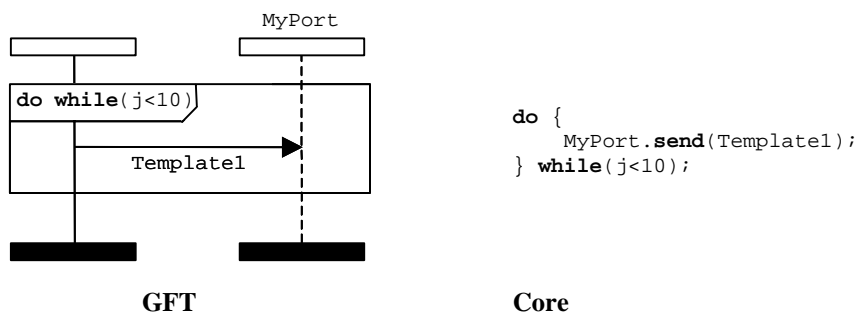 MyPort
do while(j<10)
Template1
do {
MyPort.send(Template1);
} while(j<10);
GFT
Core